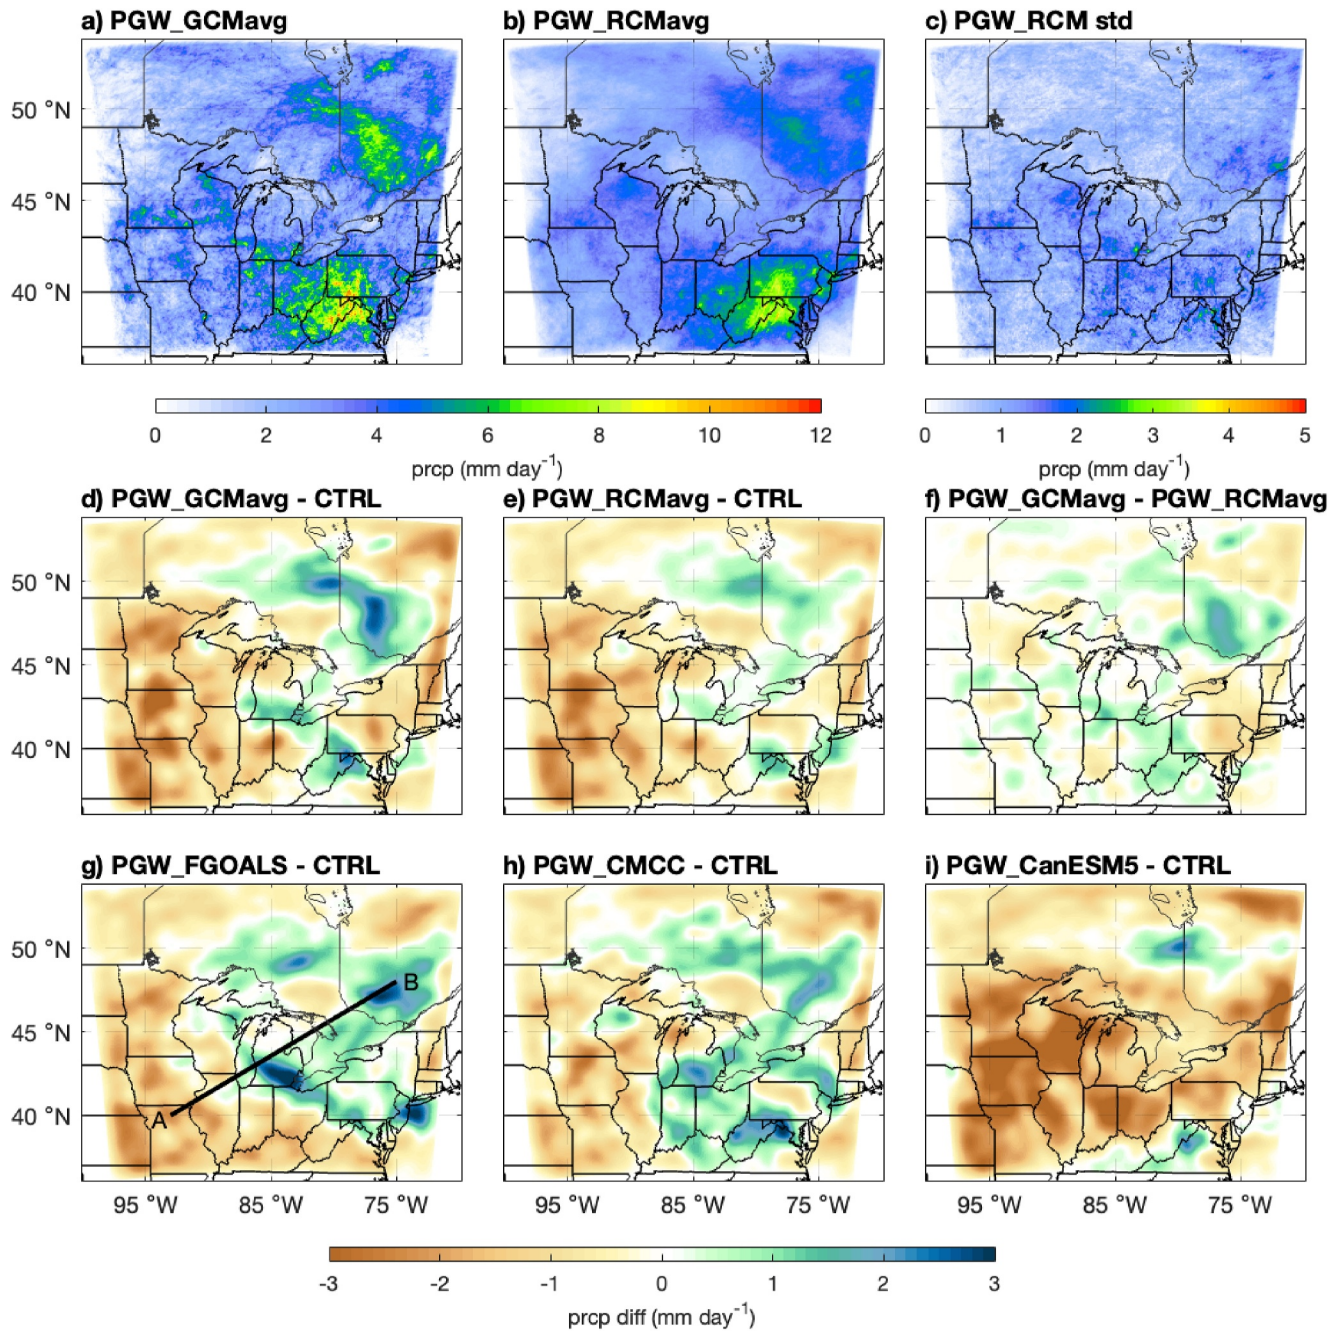 a) PGW_GCMavg
b) PGW_RCMavg
c) PGW_RCM std
50 °N
45 °N
40 °N
0 2 4 6 8 10 12
prcp (mm day⁻¹)
0 1 2 3 4 5
prcp (mm day⁻¹)
d) PGW_GCMavg - CTRL
e) PGW_RCMavg - CTRL
f) PGW_GCMavg - PGW_RCMavg
50 °N
45 °N
40 °N
g) PGW_FGOALS - CTRL
h) PGW_CMCC - CTRL
i) PGW_CanESM5 - CTRL
50 °N
45 °N
40 °N
B
A
95 °W 85 °W 75 °W
95 °W 85 °W 75 °W
95 °W 85 °W 75 °W
-3 -2 -1 0 1 2 3
prcp diff (mm day⁻¹)